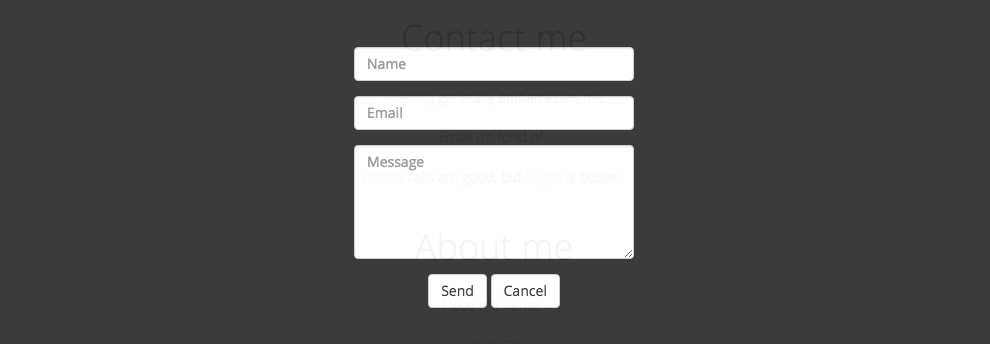 Contact me
Name
generally embarrasses me.
Email
Email I'm fond of.
Message
Phone calls are good, but Skype is better.
About me
Send Cancel